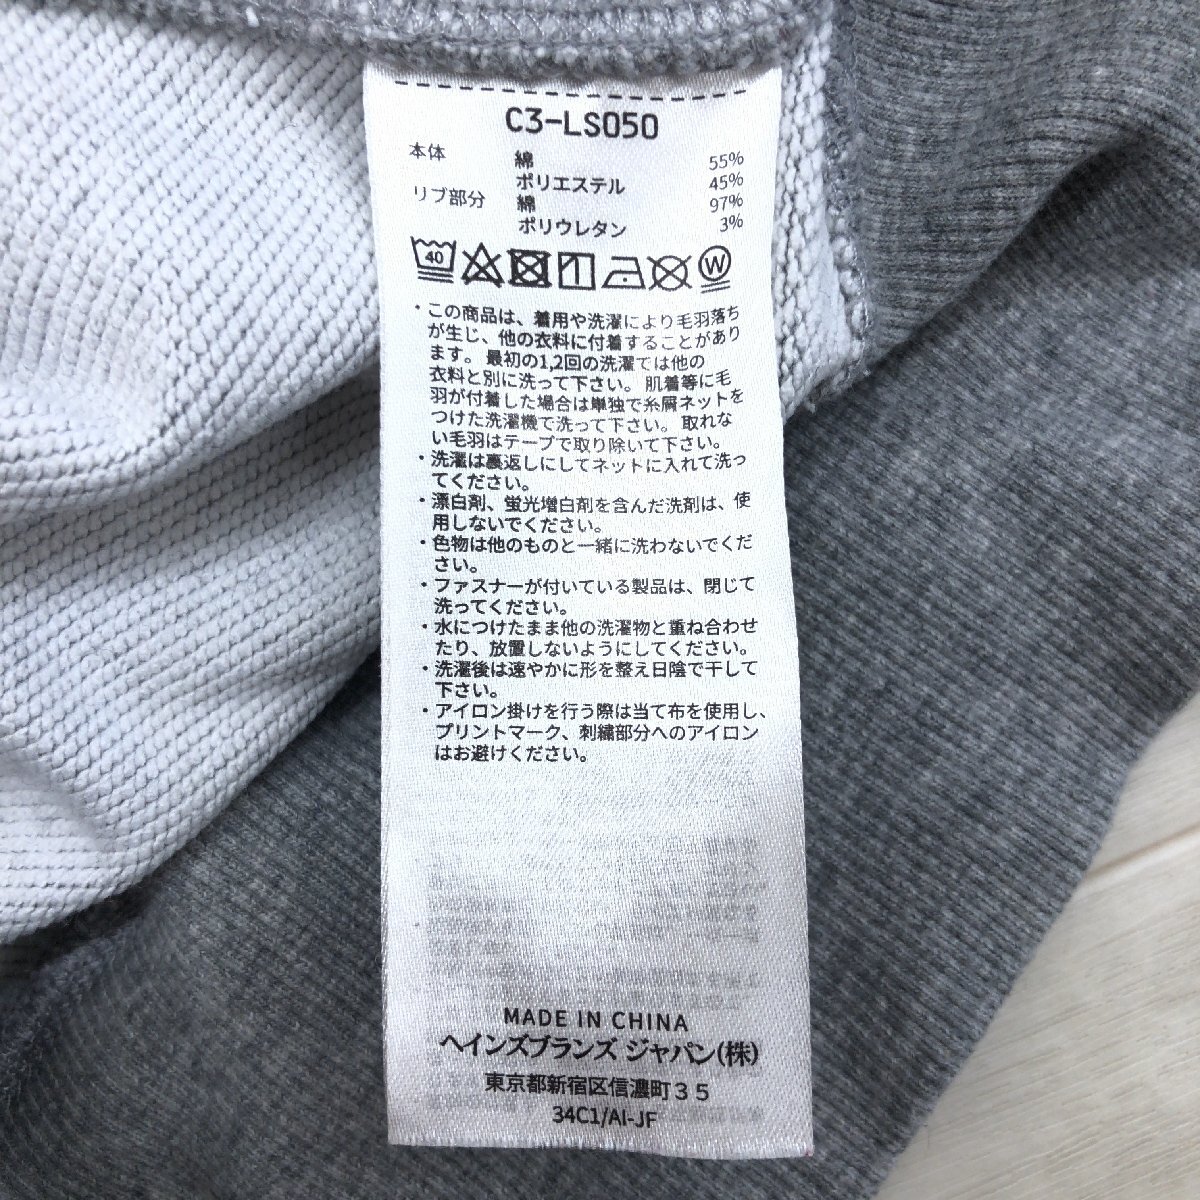 C3-LS050
本体 綿 55%
ポリエステル 45%
リブ部分 綿 97%
ポリウレタン 3%
40 W
・この商品は、着用や洗濯により毛羽落ち
が生じ、他の衣料に付着することがあり
ます。最初の1,2回の洗濯では他の
衣料と別に洗って下さい。肌着等に毛
羽が付着した場合は単独で糸屑ネットを
つけた洗濯機で洗って下さい。取れな
い毛羽はテープで取り除いて下さい。
・洗濯は裏返しにしてネットに入れて洗っ
てください。
・漂白剤、蛍光増白剤を含んだ洗剤は、使
用しないでください。
・色物は他のものと一緒に洗わないでくだ
さい。
・ファスナーが付いている製品は、閉じて
洗ってください。
・水につけたまま他の洗濯物と重ね合わせ
たり、放置しないようにしてください。
・洗濯後は速やかに形を整え日陰で干して
下さい。
・アイロン掛けを行う際は当て布を使用し、
プリントマーク、刺繍部分へのアイロン
はお避けください。
MADE IN CHINA
ヘインズブランズ ジャパン(株)
東京都新宿区信濃町35
34C1/AI-JF